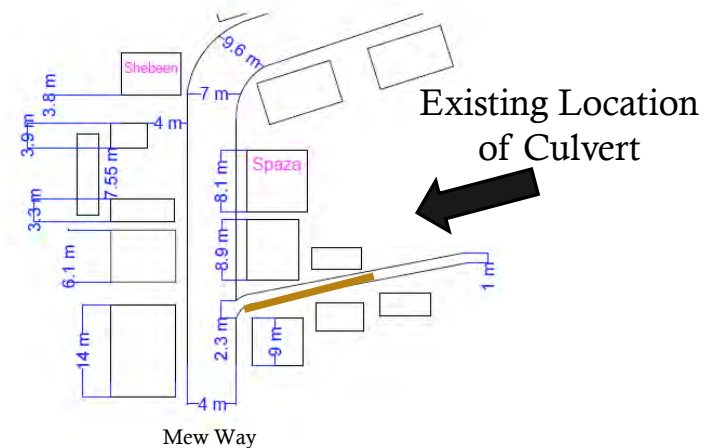 9.6 m
Shebeen
3.8 m
7 m
Existing Location
of Culvert
4 m
3.9 m
7.55 m
Spaza
8.1 m
3.3 m
8.9 m
6.1 m
1 m
2.3 m
9 m
14 m
4 m
Mew Way